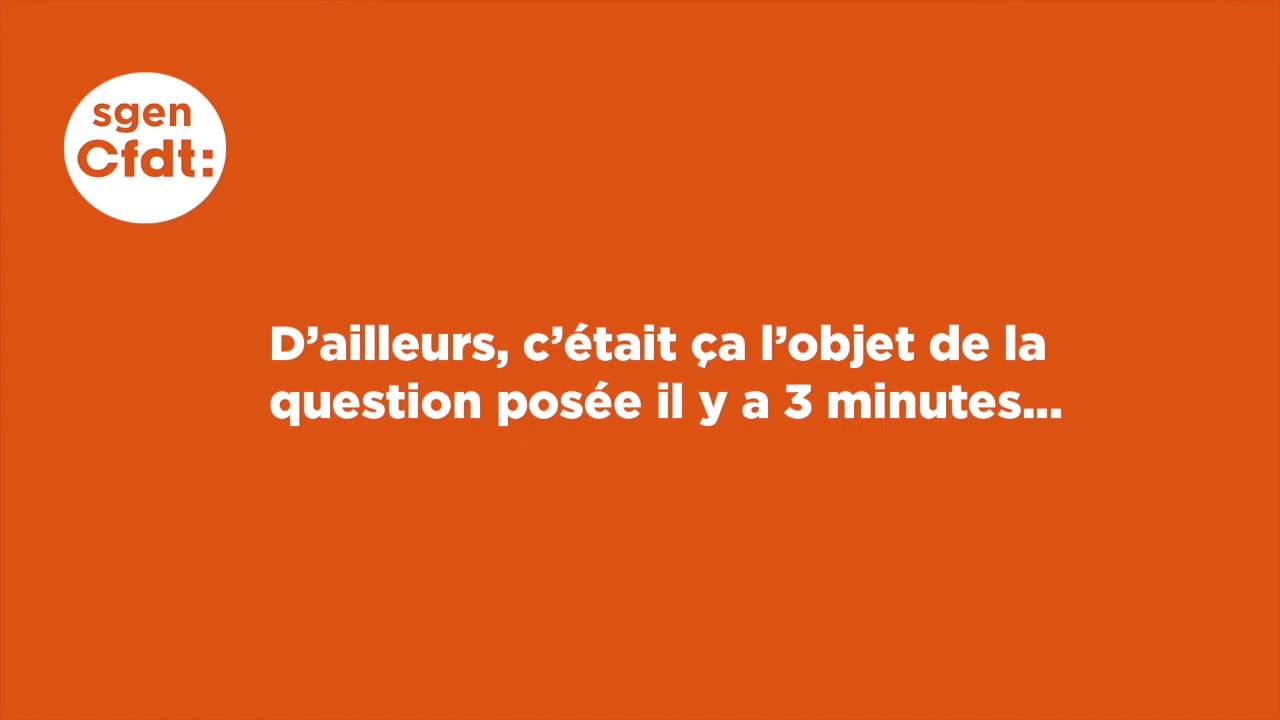 sgen
Cfdt:
D’ailleurs, c’était ça l’objet de la
question posée il y a 3 minutes...